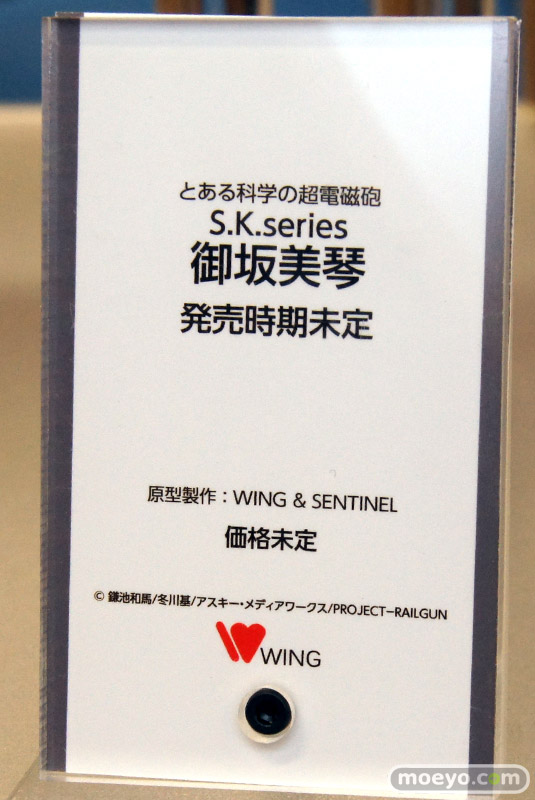 とある科学の超電磁砲
S.K.series
御坂美琴
発売時期未定
原型製作：WING & SENTINEL
価格未定
© 鎌池和馬/冬川基/アスキー・メディアワークス/PROJECT−RAILGUN
WING
moeyo.com